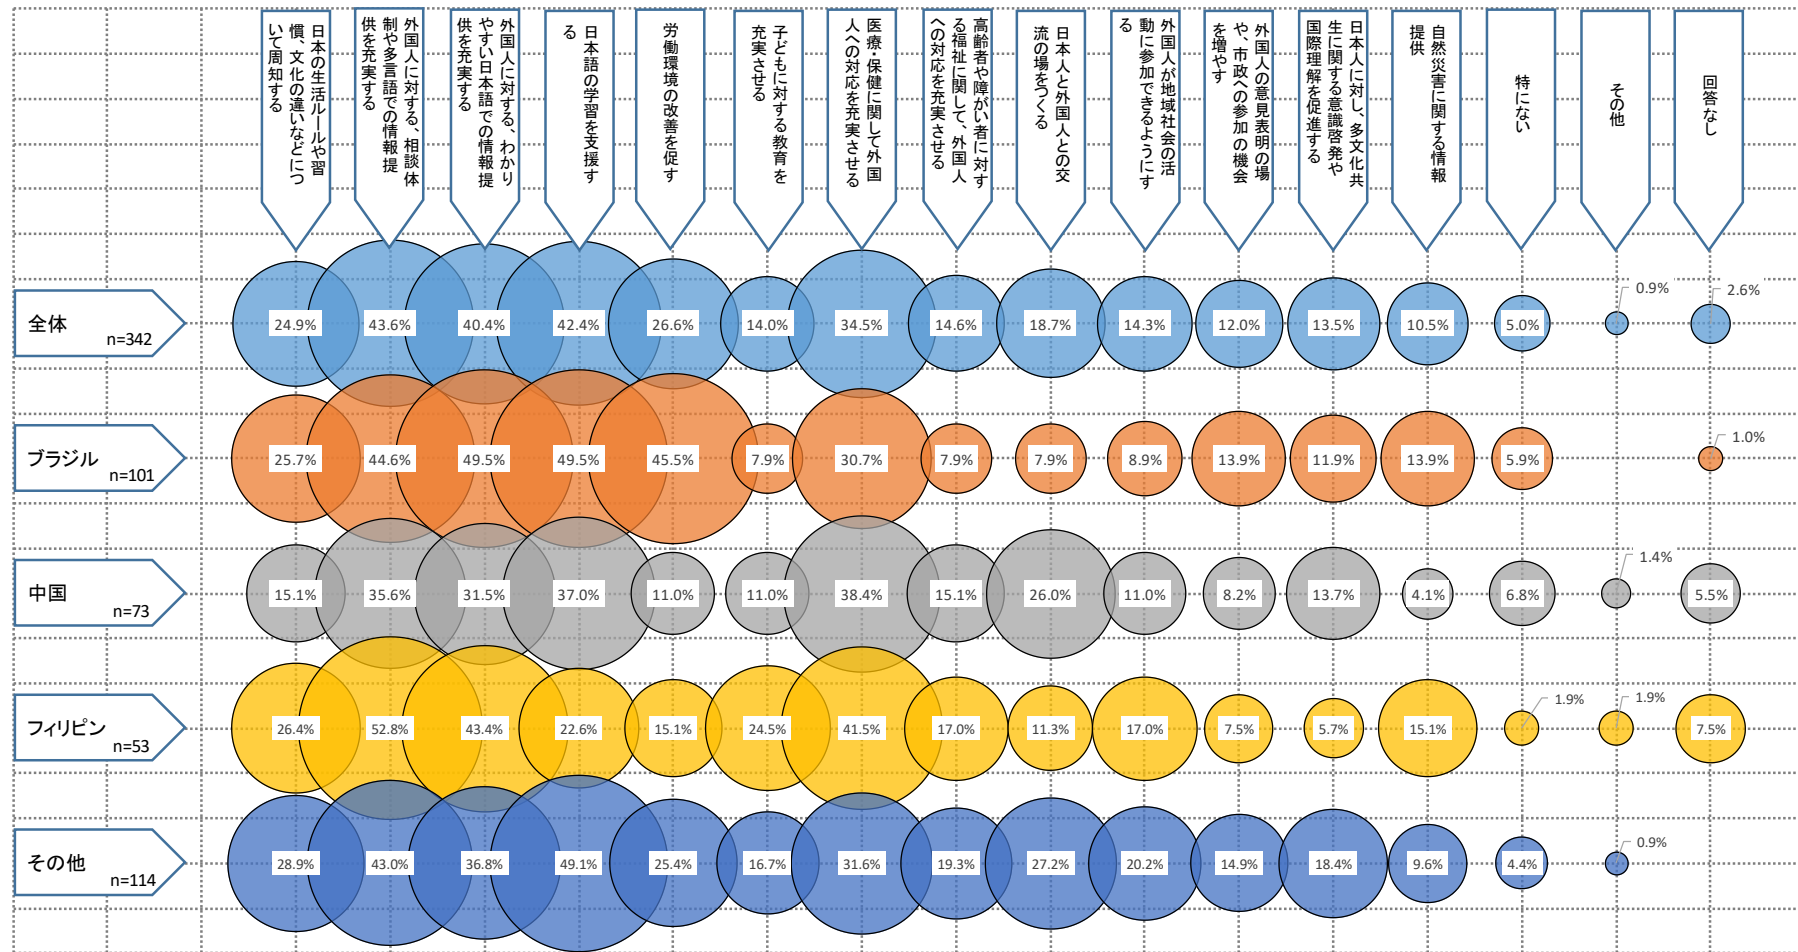 日本の生活ルールや習
慣、文化の違いなどにつ
いて周知する
外国人に対する、相談体
制や多言語での情報提
供を充実する
外国人に対する、わかり
やすい日本語での情報提
供を充実する
日本語の学習を支援す
る
労働環境の改善を促す
子どもに対する教育を
充実させる
医療・保健に関して外国
人への対応を充実させる
高齢者や障がい者に対す
る福祉に関して、外国人
への対応を充実させる
日本人と外国人との交
流の場をつくる
外国人が地域社会の活
動に参加できるようにす
る
外国人の意見表明の場
や、市政への参加の機会
を増やす
日本人に対し、多文化共
生に関する意識啓発や
国際理解を促進する
自然災害に関する情報
提供
特にない
その他
回答なし
全体
n=342
24.9% 43.6% 40.4% 42.4% 26.6% 14.0% 34.5% 14.6% 18.7% 14.3% 12.0% 13.5% 10.5% 5.0% 0.9% 2.6%
ブラジル
n=101
25.7% 44.6% 49.5% 49.5% 45.5% 7.9% 30.7% 7.9% 7.9% 8.9% 13.9% 11.9% 13.9% 5.9% 1.0%
中国
n=73
15.1% 35.6% 31.5% 37.0% 11.0% 11.0% 38.4% 15.1% 26.0% 11.0% 8.2% 13.7% 4.1% 6.8% 1.4% 5.5%
フィリピン
n=53
26.4% 52.8% 43.4% 22.6% 15.1% 24.5% 41.5% 17.0% 11.3% 17.0% 7.5% 5.7% 15.1% 1.9% 1.9% 7.5%
その他
n=114
28.9% 43.0% 36.8% 49.1% 25.4% 16.7% 31.6% 19.3% 27.2% 20.2% 14.9% 18.4% 9.6% 4.4% 0.9%